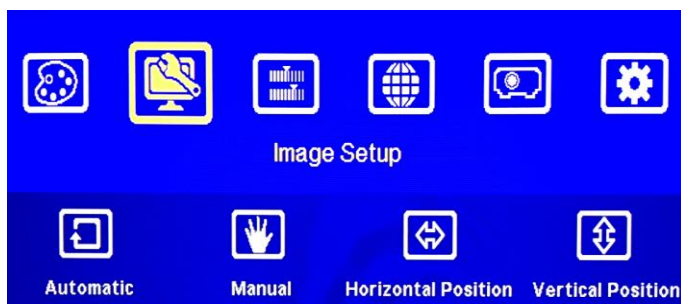 Image Setup
Automatic
Manual
Horizontal Position
Vertical Position